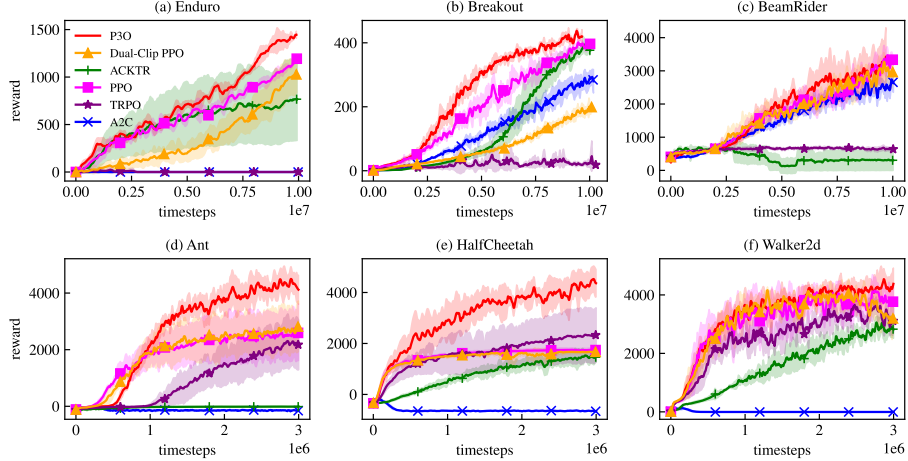 (a) Enduro
(b) Breakout
(c) BeamRider
P3O
Dual-Clip PPO
ACKTR
PPO
TRPO
A2C
reward
1500
1000
500
0
0.00 0.25 0.50 0.75 1.00
1e7
timesteps
400
200
0
0.00 0.25 0.50 0.75 1.00
1e7
timesteps
4000
3000
2000
1000
0
0.00 0.25 0.50 0.75 1.00
1e7
timesteps
(d) Ant
(e) HalfCheetah
(f) Walker2d
reward
4000
2000
0
0 1 2 3
1e6
timesteps
4000
2000
0
0 1 2 3
1e6
timesteps
4000
2000
0
0 1 2 3
1e6
timesteps